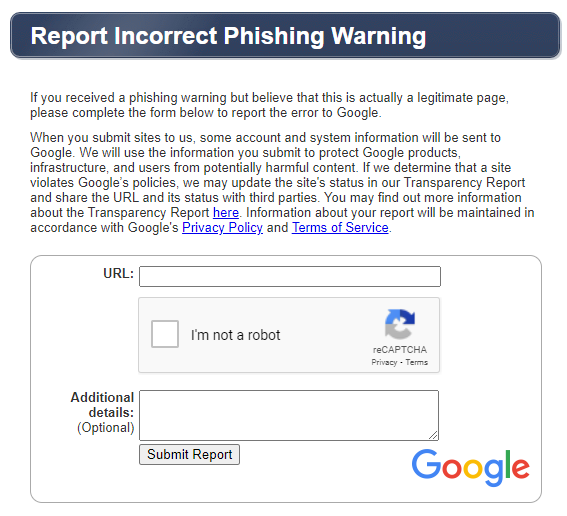 Report Incorrect Phishing Warning
If you received a phishing warning but believe that this is actually a legitimate page,
please complete the form below to report the error to Google.
When you submit sites to us, some account and system information will be sent to
Google. We will use the information you submit to protect Google products,
infrastructure, and users from potentially harmful content. If we determine that a site
violates Google's policies, we may update the site's status in our Transparency Report
and share the URL and its status with third parties. You may find out more information
about the Transparency Report here. Information about your report will be maintained in
accordance with Google's Privacy Policy and Terms of Service.
URL:
I'm not a robot
reCAPTCHA
Privacy - Terms
Additional
details:
(Optional)
Submit Report
Google